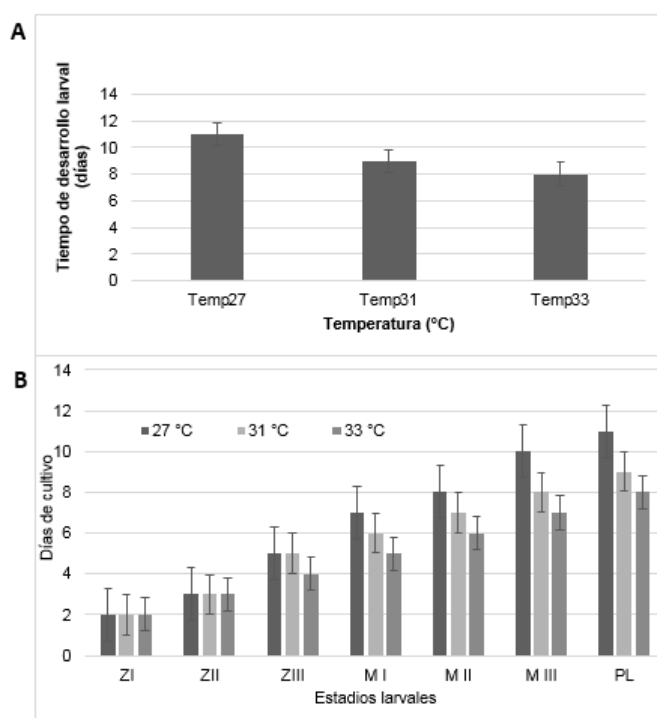 A
Tiempo de desarrollo larval
(días)
14
12
10
8
6
4
2
0
Temp27 Temp31 Temp33
Temperatura (ºC)
B
14
12
10
8
6
4
2
0
27 °C 31 °C 33 °C
Días de cultivo
ZI ZII ZIII M I M II M III PL
Estadios larvales